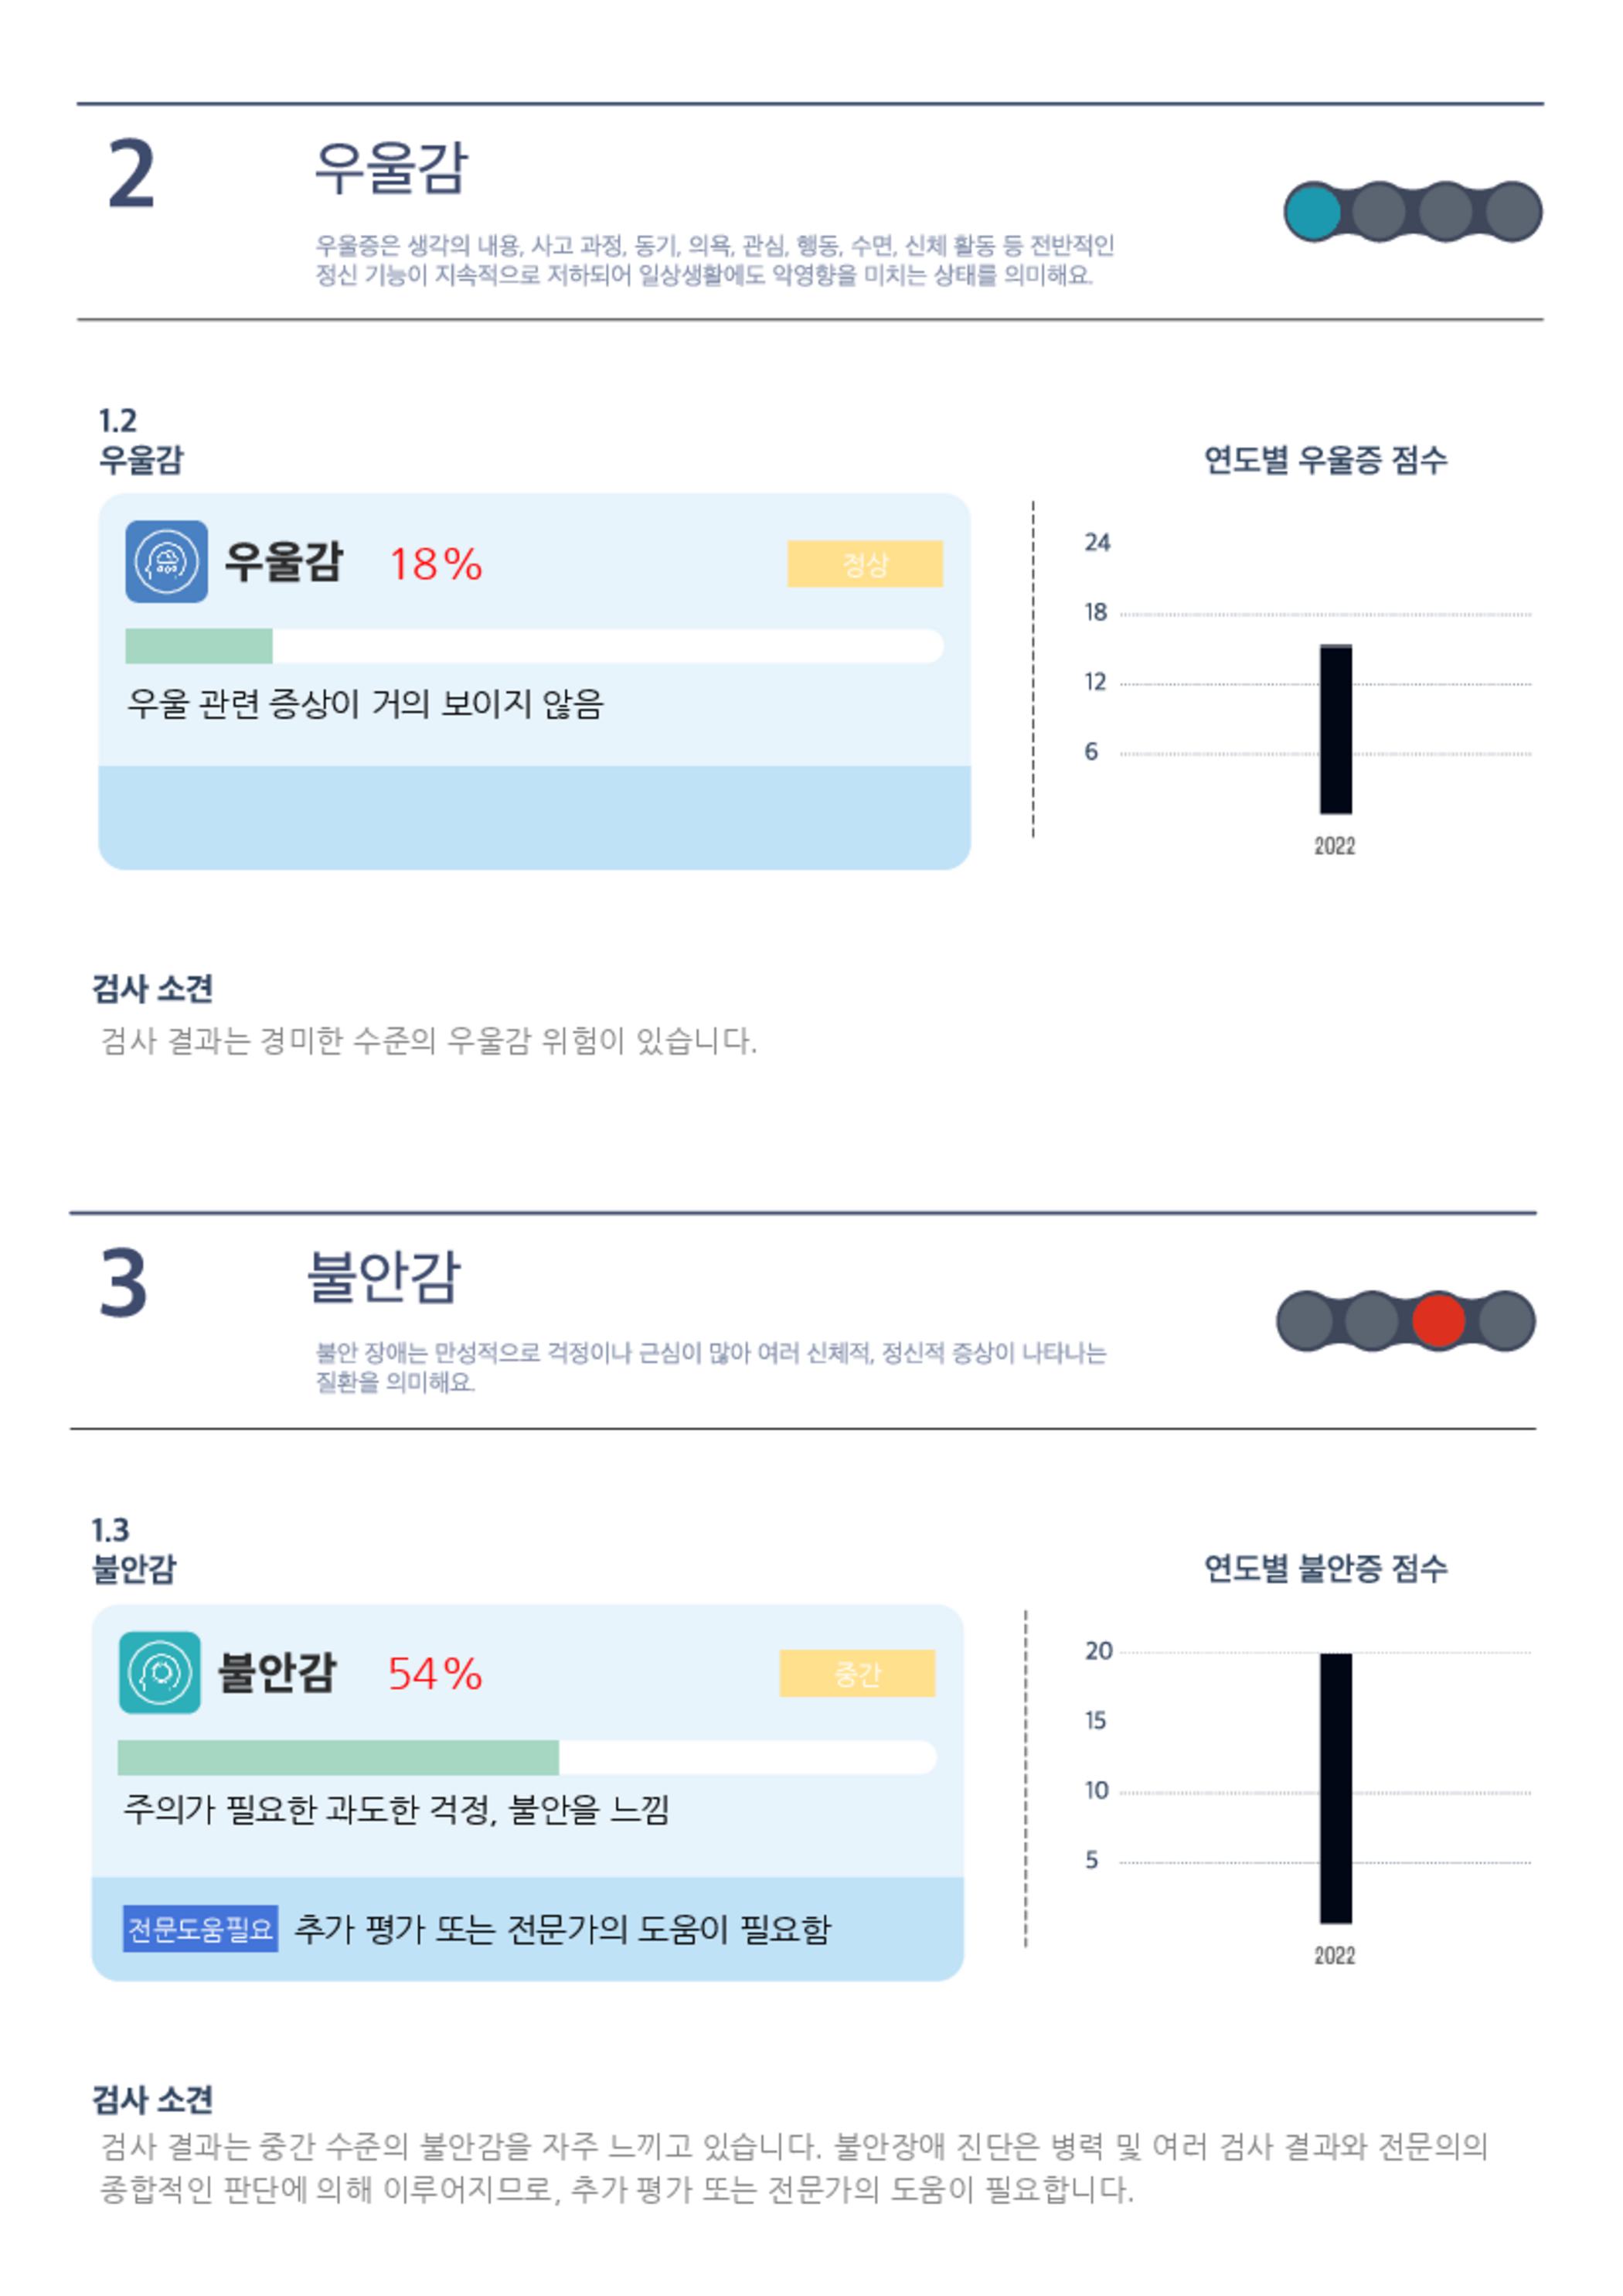 2
우울감
우울증은 생각의 내용, 사고 과정, 동기, 의욕, 관심, 행동, 수면, 신체 활동 등 전반적인
정신 기능이 지속적으로 저하되어 일상생활에도 악영향을 미치는 상태를 의미해요.
1.2
우울감
우울감 18% 정상
우울 관련 증상이 거의 보이지 않음
연도별 우울증 점수
24
18
12
6
2022
검사 소견
검사 결과는 경미한 수준의 우울감 위험이 있습니다.
3
불안감
불안 장애는 만성적으로 걱정이나 근심이 많아 여러 신체적, 정신적 증상이 나타나는
질환을 의미해요.
1.3
불안감
불안감 54% 중간
주의가 필요한 과도한 걱정, 불안을 느낌
전문도움필요 추가 평가 또는 전문가의 도움이 필요함
연도별 불안증 점수
20
15
10
5
2022
검사 소견
검사 결과는 중간 수준의 불안감을 자주 느끼고 있습니다. 불안장애 진단은 병력 및 여러 검사 결과와 전문의의
종합적인 판단에 의해 이루어지므로, 추가 평가 또는 전문가의 도움이 필요합니다.